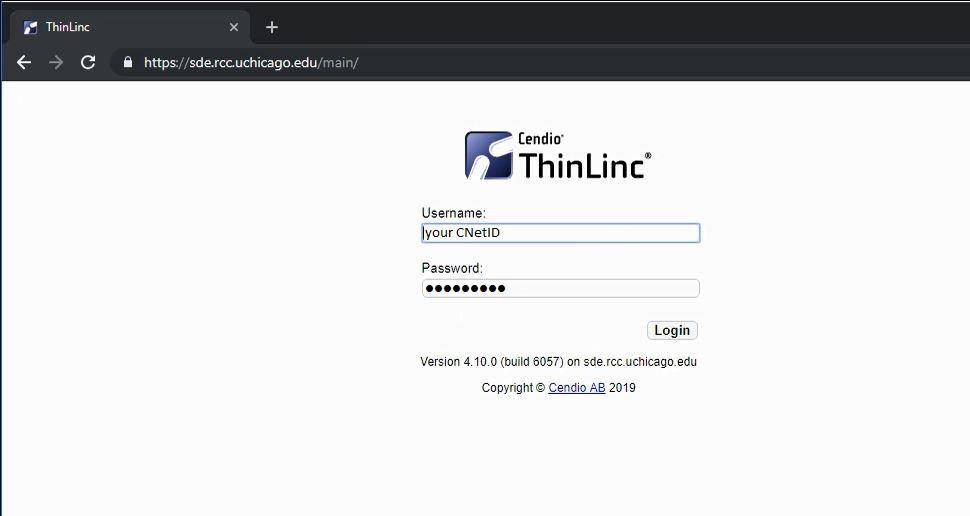 ThinLinc
https://sde.rcc.uchicago.edu/main/
Cendio®
ThinLinc®
Username:
your CNetID
Password:
●●●●●●●●●
Login
Version 4.10.0 (build 6057) on sde.rcc.uchicago.edu
Copyright © Cendio AB 2019